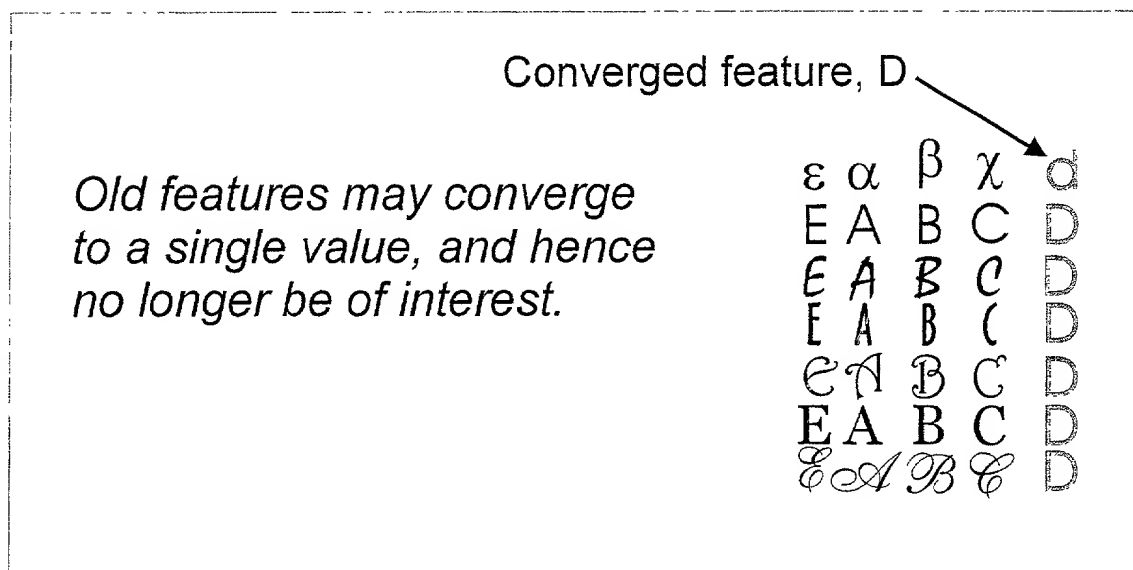 Converged feature, D
Old features may converge
to a single value, and hence
no longer be of interest.
ε α β χ d
E A B C D
E A B C D
E A B C D
E A B C D
E A B C D
E A B C D